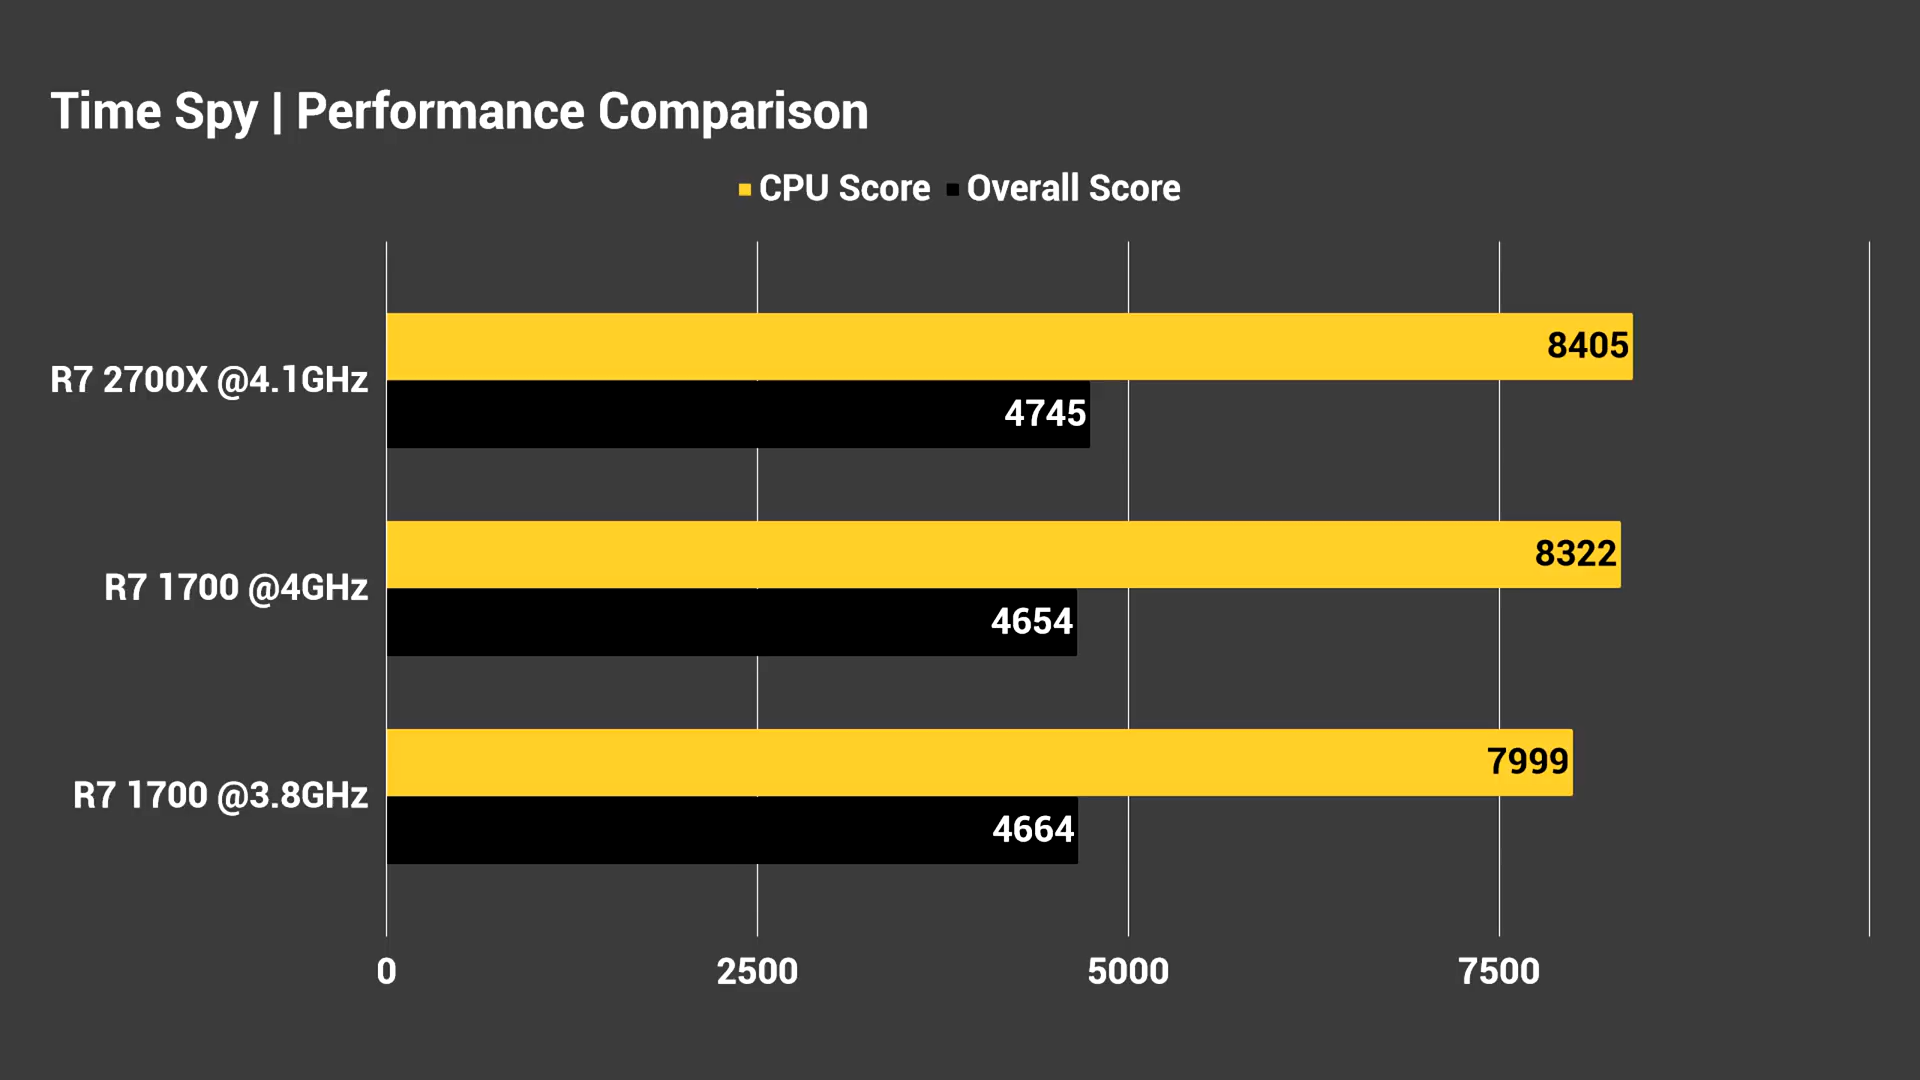 Time Spy | Performance Comparison
CPU Score Overall Score
R7 2700X @4.1GHz
8405
4745
R7 1700 @4GHz
8322
4654
R7 1700 @3.8GHz
7999
4664
0 2500 5000 7500